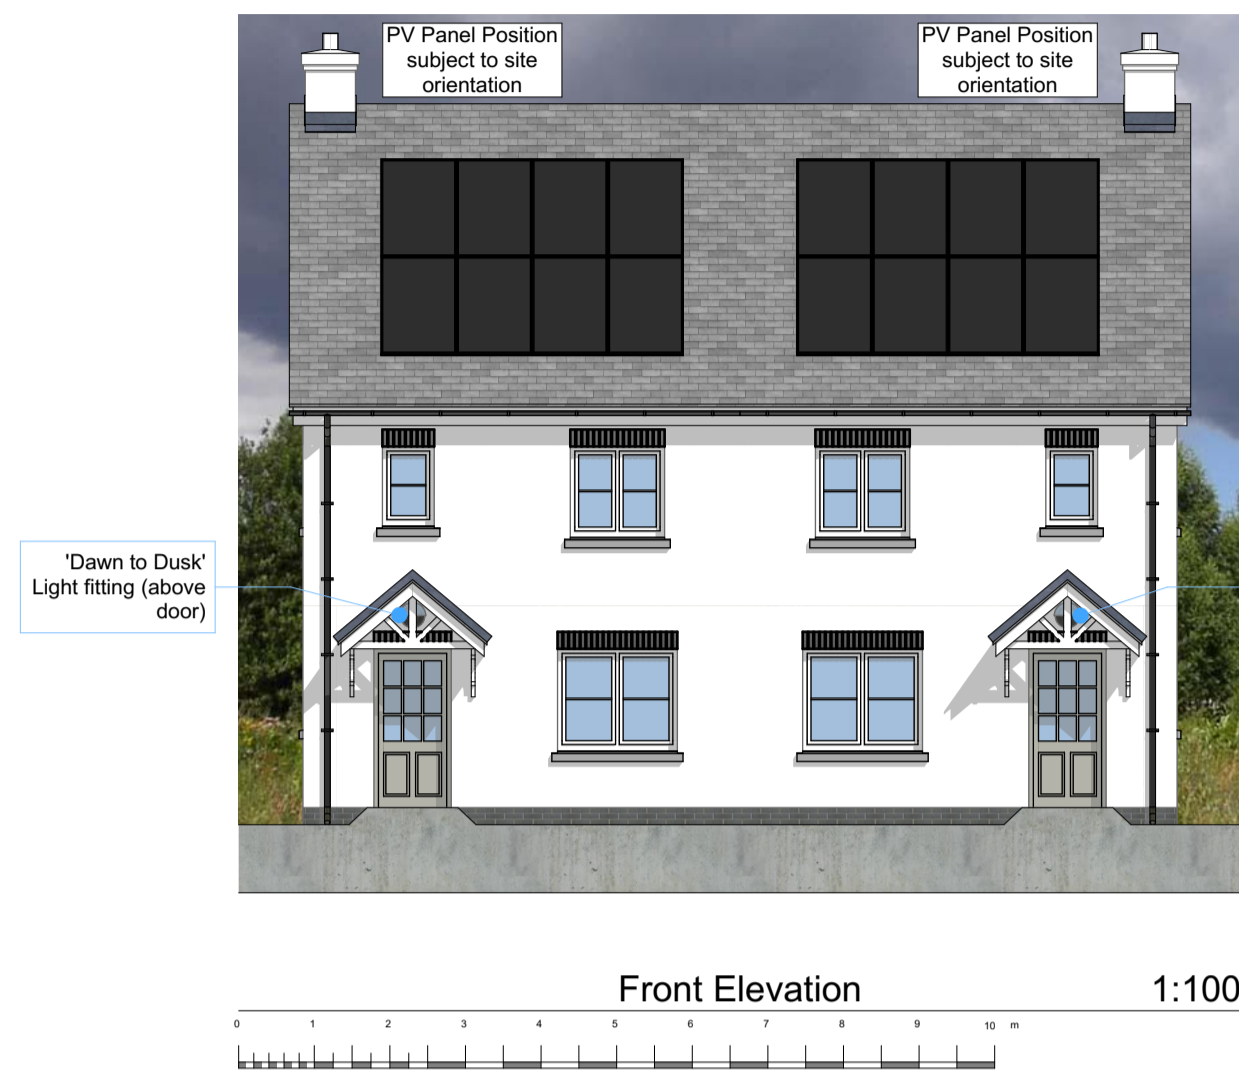 PV Panel Position
subject to site
orientation
PV Panel Position
subject to site
orientation
'Dawn to Dusk'
Light fitting (above
door)
Front Elevation 1:100
0 1 2 3 4 5 6 7 8 9 10 m